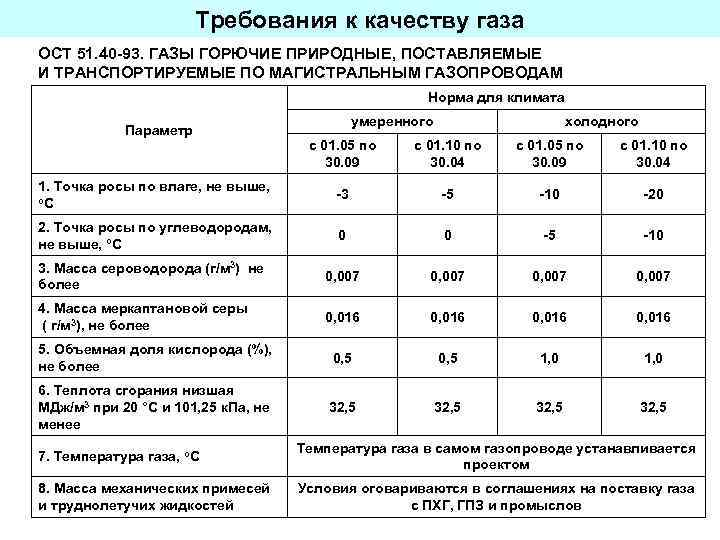 Требования к качеству газа
ОСТ 51.40-93. ГАЗЫ ГОРЮЧИЕ ПРИРОДНЫЕ, ПОСТАВЛЯЕМЫЕ
И ТРАНСПОРТИРУЕМЫЕ ПО МАГИСТРАЛЬНЫМ ГАЗОПРОВОДАМ
Параметр
Норма для климата
умеренного холодного
с 01.05 по 30.09 с 01.10 по 30.04 с 01.05 по 30.09 с 01.10 по 30.04
1. Точка росы по влаге, не выше,
°С
-3 -5 -10 -20
2. Точка росы по углеводородам,
не выше, °С
0 0 -5 -10
3. Масса сероводорода (г/м³) не
более
0,007 0,007 0,007 0,007
4. Масса меркаптановой серы
( г/м³), не более
0,016 0,016 0,016 0,016
5. Объемная доля кислорода (%),
не более
0,5 0,5 1,0 1,0
6. Теплота сгорания низшая
МДж/м³ при 20 °С и 101,25 кПа, не
менее
32,5 32,5 32,5 32,5
7. Температура газа, °С
Температура газа в самом газопроводе устанавливается
проектом
8. Масса механических примесей
и труднолетучих жидкостей
Условия оговариваются в соглашениях на поставку газа
с ПХГ, ГПЗ и промыслов